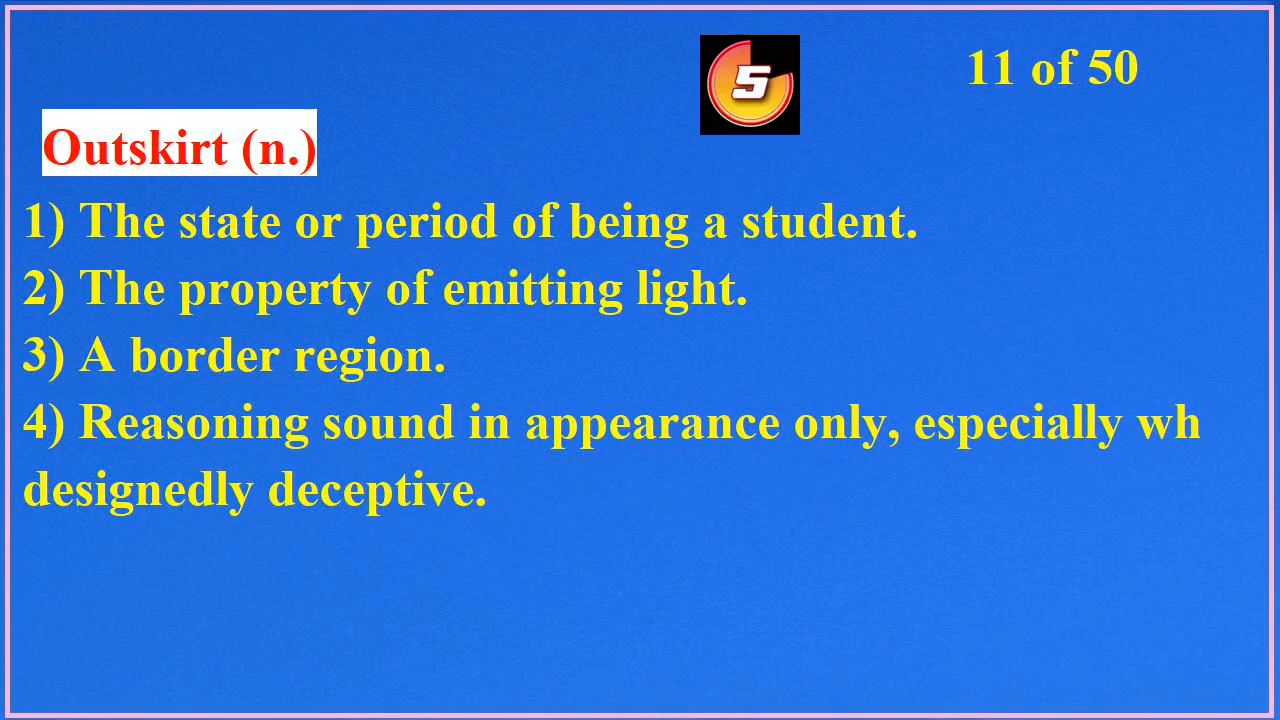 11 of 50
5
Outskirt (n.)
1) The state or period of being a student.
2) The property of emitting light.
3) A border region.
4) Reasoning sound in appearance only, especially wh
designedly deceptive.